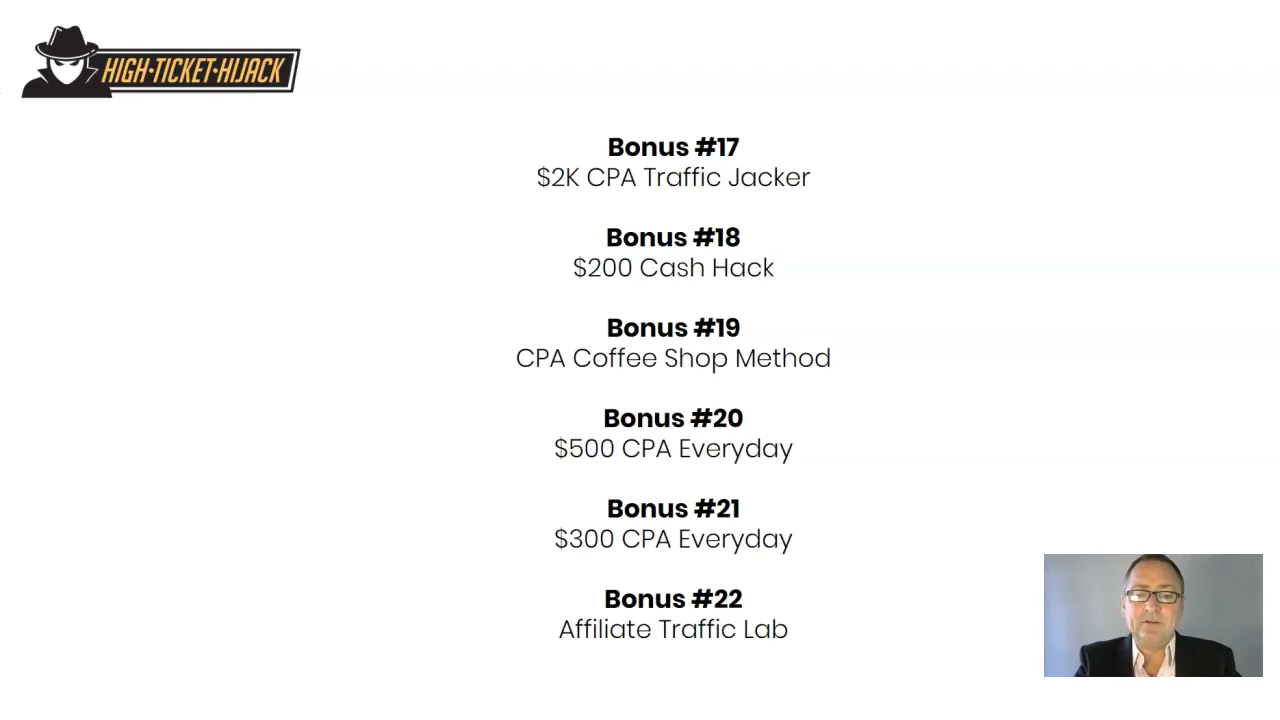 HIGH·TICKET·HIJACK
Bonus #17
$2K CPA Traffic Jacker
Bonus #18
$200 Cash Hack
Bonus #19
CPA Coffee Shop Method
Bonus #20
$500 CPA Everyday
Bonus #21
$300 CPA Everyday
Bonus #22
Affiliate Traffic Lab